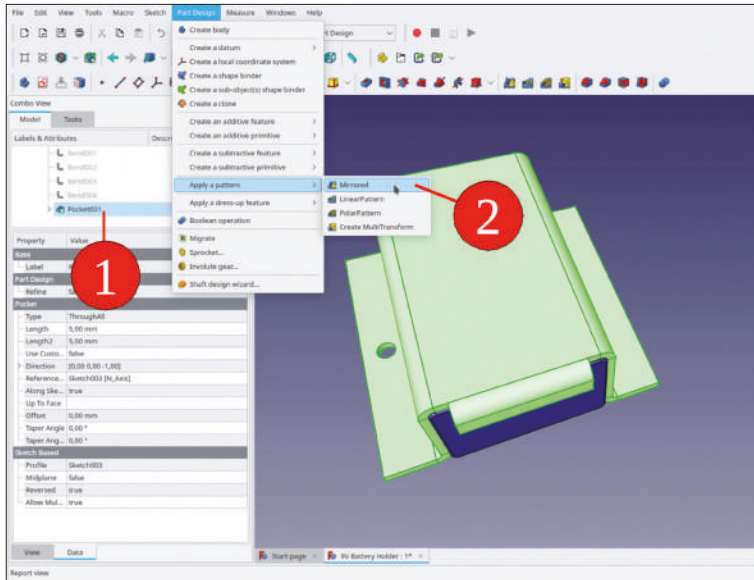 File Edit View Tools Macro Sketch Part Design Measure Windows Help
t Design
Create body
Create a datum
Create a local coordinate system
Create a shape binder
Create a sub-object(s) shape binder
Create a clone
Create an additive feature
Create an additive primitive
Create a subtractive feature
Create a subtractive primitive
Apply a pattern
Apply a dress-up feature
Boolean operation
Migrate
Sprocket...
Involute gear...
Shaft design wizard...
Mirrored
LinearPattern
PolarPattern
Create MultiTransform
2
Combo View
Model Tasks
Labels & Attributes Descri
Bend001
Bend002
Pocket001
1
Property Value
Base
Label
Part Design
Refine
Pocket
Type ThroughAll
Length 5,00 mm
Length2 5,00 mm
Use Custo... false
Direction [0,00 0,00 -1,00]
Reference... Sketch003 [N_Axis]
Along Ske... true
Up To Face
Offset 0,00 mm
Taper Angle 0,00 °
Taper Ang... 0,00 °
Sketch Based
Profile Sketch003
Midplane false
Reversed true
Allow Mul... true
View Data
Start page 9V Battery Holder : 1*
Report view